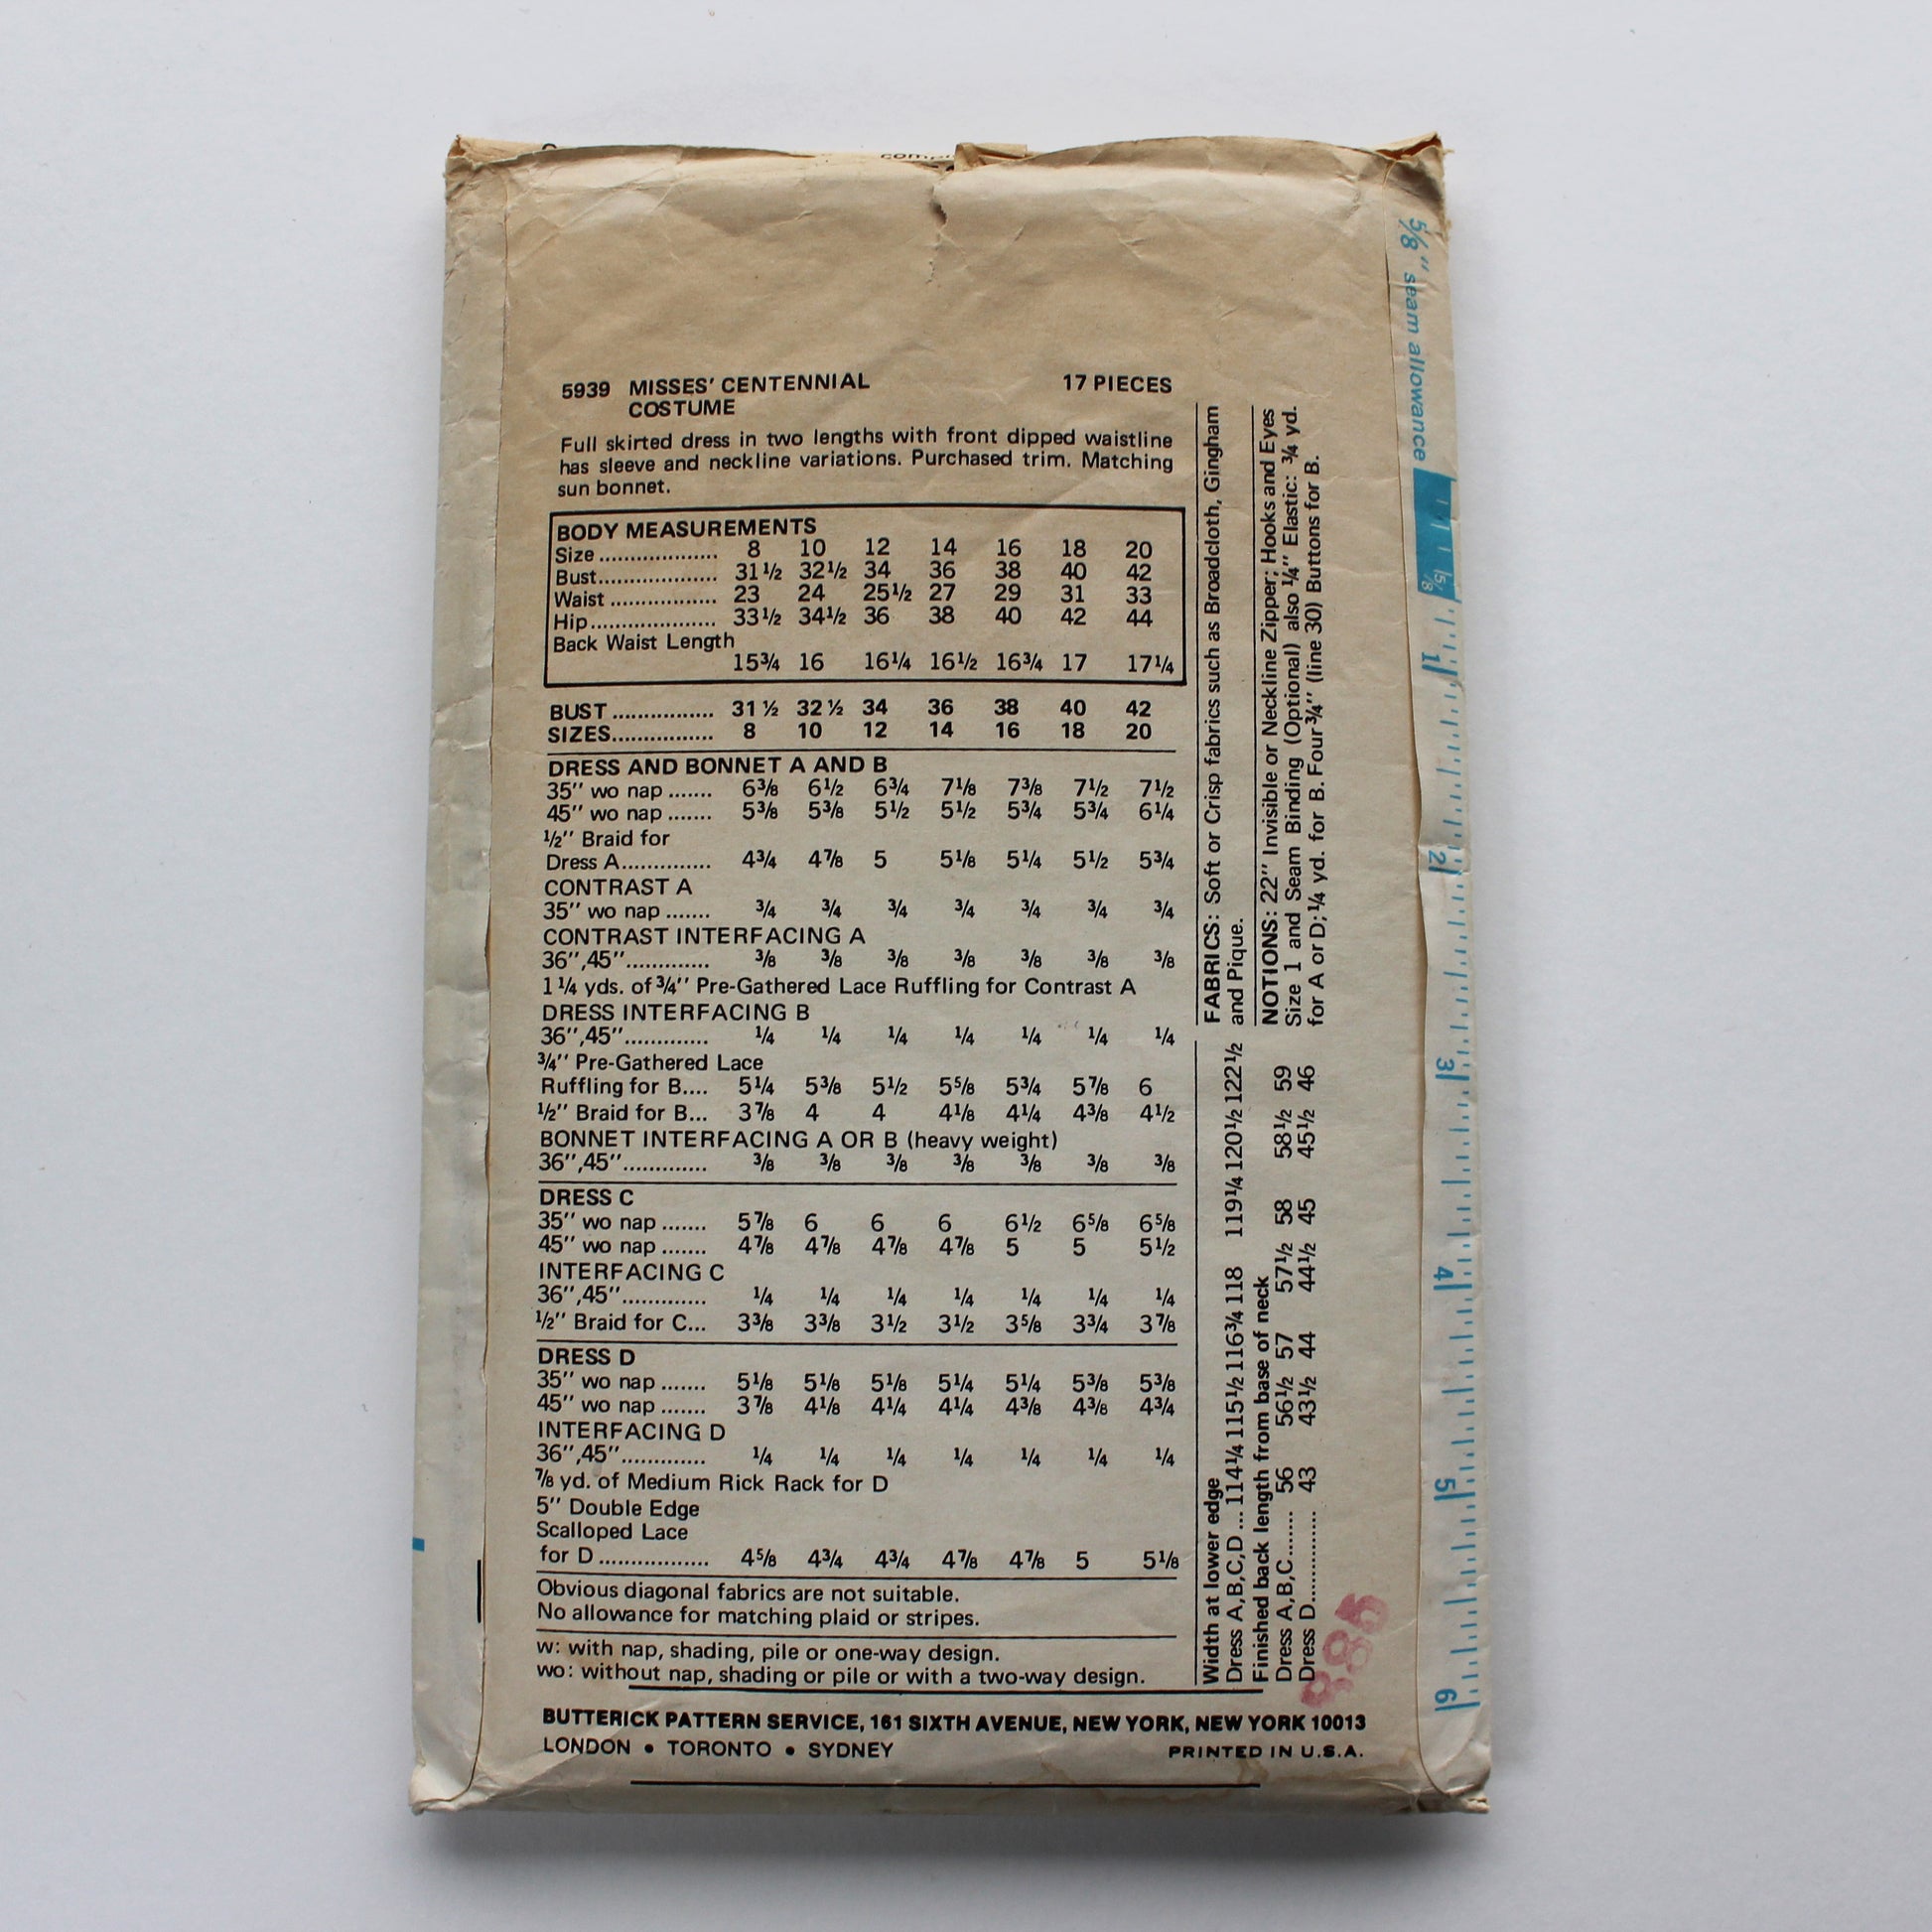 5939 MISSES' CENTENNIAL 17 PIECES
COSTUME
Full skirted dress in two lengths with front dipped waistline
has sleeve and neckline variations. Purchased trim. Matching
sun bonnet.
BODY MEASUREMENTS
Size ................... 8 10 12 14 16 18 20
Bust................... 31½ 32½ 34 36 38 40 42
Waist ................. 23 24 25½ 27 29 31 33
Hip.................... 33½ 34½ 36 38 40 42 44
Back Waist Length
15¾ 16 16¼ 16½ 16¾ 17 17¼
BUST ................ 31½ 32½ 34 36 38 40 42
SIZES................ 8 10 12 14 16 18 20
DRESS AND BONNET A AND B
35" wo nap ....... 6⅜ 6½ 6¾ 7⅛ 7⅜ 7½ 7½
45" wo nap ....... 5⅜ 5⅜ 5½ 5½ 5¾ 5¾ 6¼
½" Braid for
Dress A.............. 4¾ 4⅞ 5 5⅛ 5¼ 5½ 5¾
CONTRAST A
35" wo nap ....... ¾ ¾ ¾ ¾ ¾ ¾ ¾
CONTRAST INTERFACING A
36",45"............. ⅜ ⅜ ⅜ ⅜ ⅜ ⅜ ⅜
1¼ yds. of ¾" Pre-Gathered Lace Ruffling for Contrast A
DRESS INTERFACING B
36",45"............. ¼ ¼ ¼ ¼ ¼ ¼ ¼
¾" Pre-Gathered Lace
Ruffling for B.... 5¼ 5⅜ 5½ 5⅝ 5¾ 5⅞ 6
½" Braid for B... 3⅞ 4 4 4⅛ 4¼ 4⅜ 4½
BONNET INTERFACING A OR B (heavy weight)
36",45"............. ⅜ ⅜ ⅜ ⅜ ⅜ ⅜ ⅜
DRESS C
35" wo nap ....... 5⅞ 6 6 6 6½ 6⅝ 6⅝
45" wo nap ....... 4⅞ 4⅞ 4⅞ 4⅞ 5 5 5½
INTERFACING C
36",45"............. ¼ ¼ ¼ ¼ ¼ ¼ ¼
½" Braid for C... 3⅜ 3⅜ 3½ 3½ 3⅝ 3¾ 3⅞
DRESS D
35" wo nap ....... 5⅛ 5⅛ 5⅛ 5¼ 5¼ 5⅜ 5⅜
45" wo nap ....... 3⅞ 4⅛ 4¼ 4¼ 4⅜ 4⅜ 4¾
INTERFACING D
36",45"............. ¼ ¼ ¼ ¼ ¼ ¼ ¼
⅞ yd. of Medium Rick Rack for D
5" Double Edge
Scalloped Lace
for D ................. 4⅝ 4¾ 4¾ 4⅞ 4⅞ 5 5⅛
Obvious diagonal fabrics are not suitable.
No allowance for matching plaid or stripes.
w: with nap, shading, pile or one-way design.
wo: without nap, shading or pile or with a two-way design.
FABRICS: Soft or Crisp fabrics such as Broadcloth, Gingham
and Pique.
NOTIONS: 22" Invisible or Neckline Zipper; Hooks and Eyes
Size 1 and Seam Binding (Optional) also ¼" Elastic: ¾ yd.
for A or D; ¼ yd. for B. Four ¾" (line 30) Buttons for B.
Width at lower edge
Dress A,B,C,D ... 114¼ 115½ 116¾ 118 119¼ 120½ 122½
Finished back length from base of neck
Dress A,B,C........ 56 56½ 57 57½ 58 58½ 59
Dress D.............. 43 43½ 44 44½ 45 45½ 46
BUTTERICK PATTERN SERVICE, 161 SIXTH AVENUE, NEW YORK, NEW YORK 10013
LONDON • TORONTO • SYDNEY PRINTED IN U.S.A.
⅝" seam allowance
⅝
1
2
3
4
5
6